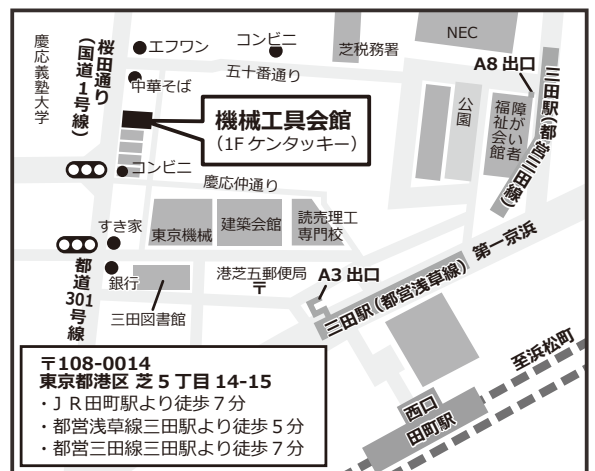 慶応義塾大学
桜田通り
(国道1号線)
エフワン
コンビニ
芝税務署
NEC
A8 出口
五十番通り
中華そば
公園
障がい者
福祉会館
三田駅(都営三田線)
機械工具会館
(1F ケンタッキー)
コンビニ
慶応仲通り
すき家
東京機械
建築会館
読売理工
専門校
第一京浜
都道
301
号線
銀行
三田図書館
港芝五郵便局
〒
A3 出口
三田駅(都営浅草線)
至浜松町
西口
田町駅
〒108-0014
東京都港区 芝5丁目 14-15
・JR田町駅より徒歩7分
・都営浅草線三田駅より徒歩5分
・都営三田線三田駅より徒歩7分